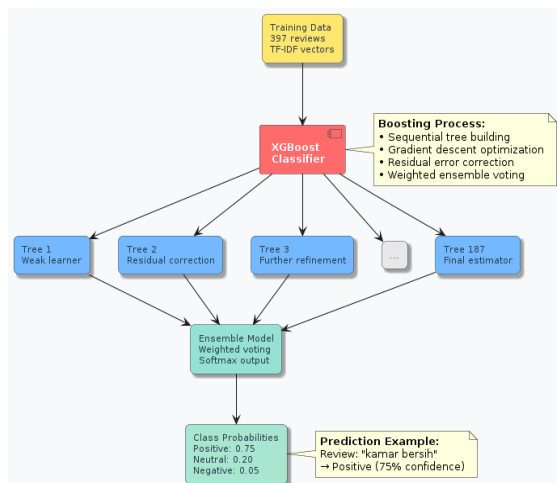 Training Data
397 reviews
TF-IDF vectors
XGBoost
Classifier
Boosting Process:
• Sequential tree building
• Gradient descent optimization
• Residual error correction
• Weighted ensemble voting
Tree 1
Weak learner
Tree 2
Residual correction
Tree 3
Further refinement
...
Tree 187
Final estimator
Ensemble Model
Weighted voting
Softmax output
Class Probabilities
Positive: 0.75
Neutral: 0.20
Negative: 0.05
Prediction Example:
Review: "kamar bersih"
→ Positive (75% confidence)